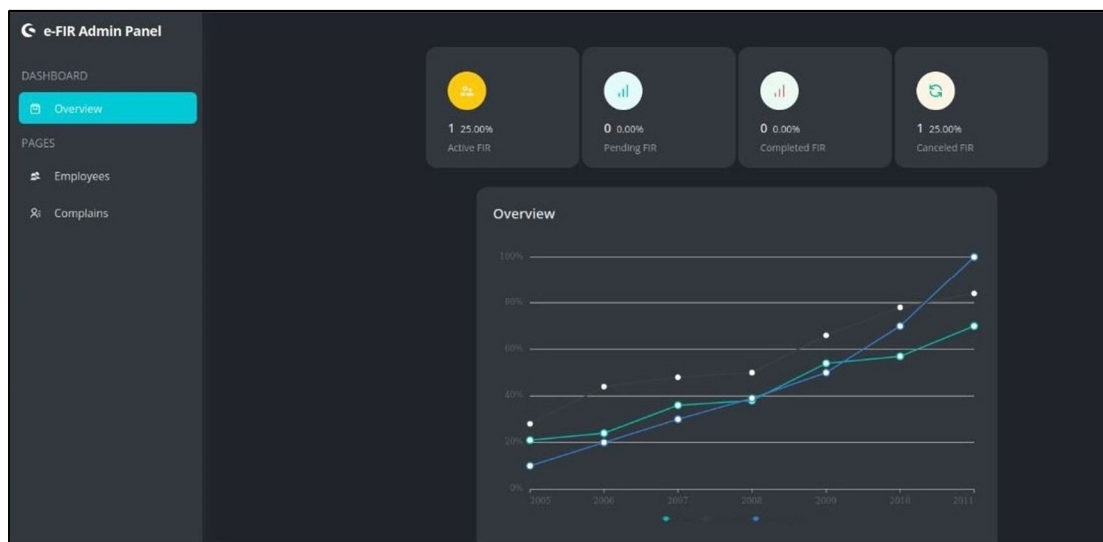 e-FIR Admin Panel
DASHBOARD
Overview
PAGES
Employees
Complains
1 25.00%
Active FIR
0 0.00%
Pending FIR
0 0.00%
Completed FIR
1 25.00%
Canceled FIR
Overview
100%
80%
60%
40%
20%
0%
2005 2006 2007 2008 2009 2010 2011